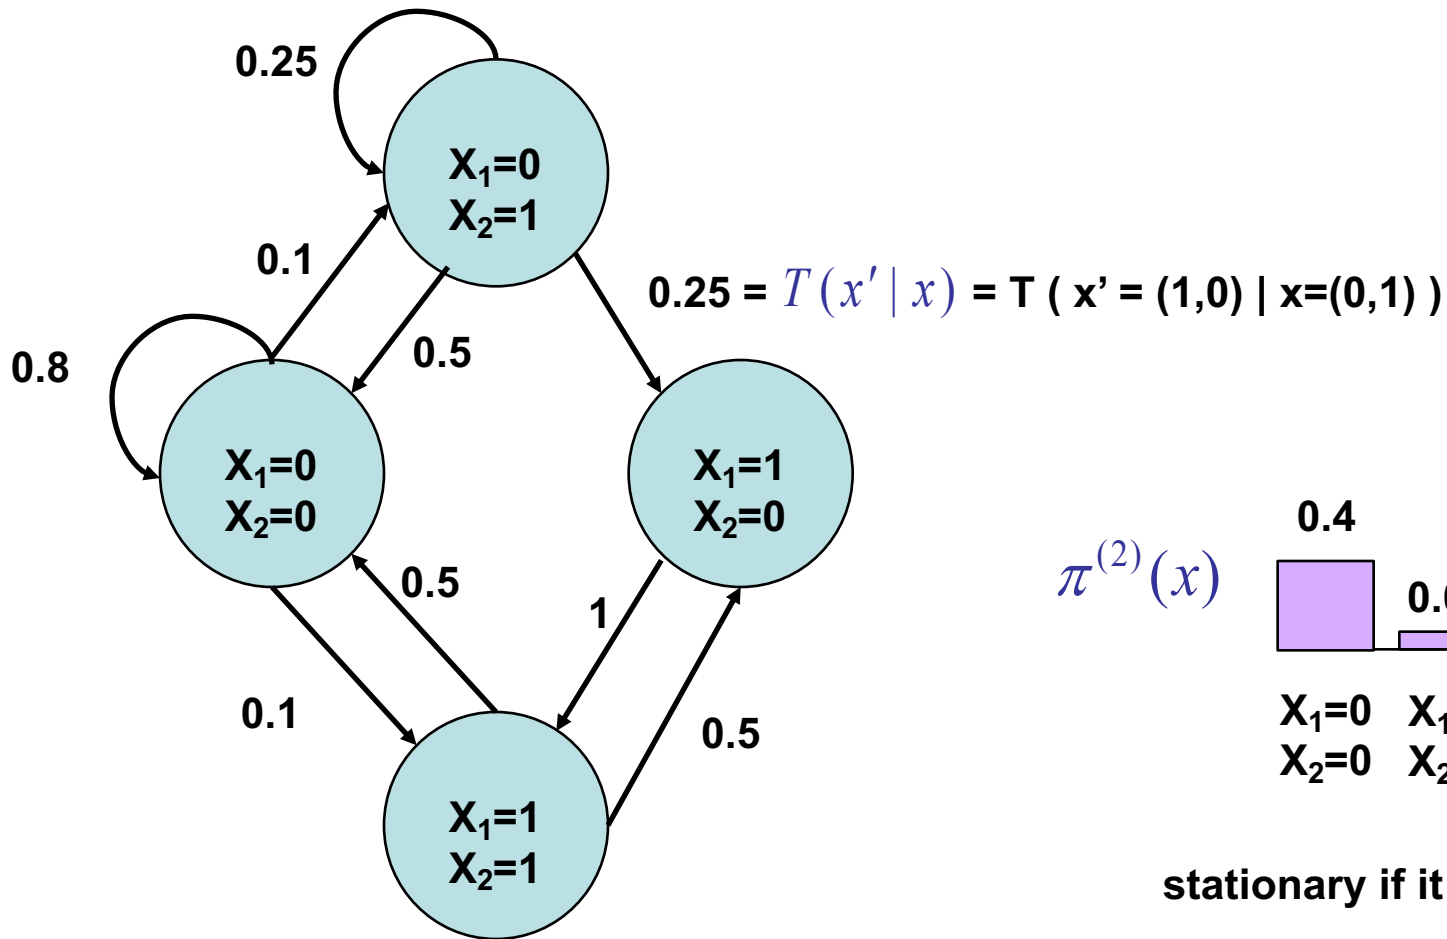 0.25
X₁=0
X₂=1
0.1
0.25 = T(x′ | x) = T ( x’ = (1,0) | x=(0,1) )
0.8
0.5
X₁=0
X₂=0
X₁=1
X₂=0
0.4
π⁽²⁾(x)
0.5
1
0.1
0.5
X₁=0
X₂=0
X₁=1
X₂=1
stationary if it